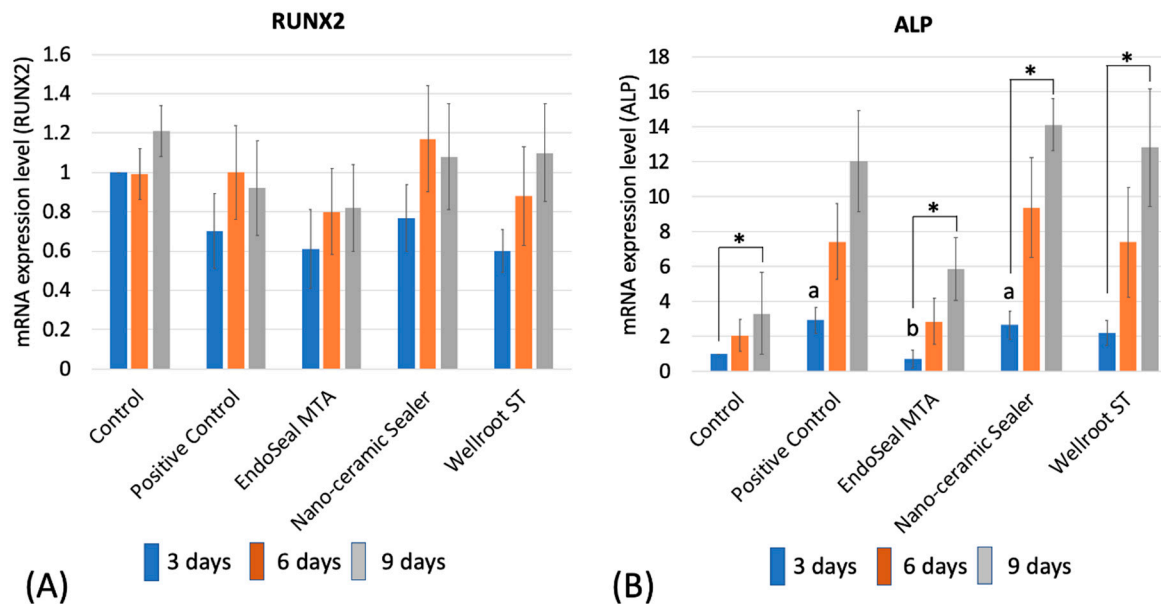 RUNX2
mRNA expression level (RUNX2)
1.6
1.4
1.2
1
0.8
0.6
0.4
0.2
0
Control
Positive Control
EndoSeal MTA
Nano-ceramic Sealer
Wellroot ST
3 days
6 days
9 days
(A)
ALP
mRNA expression level (ALP)
18
16
14
12
10
8
6
4
2
0
*
a
*
b
*
a
*
Control
Positive Control
EndoSeal MTA
Nano-ceramic Sealer
Wellroot ST
3 days
6 days
9 days
(B)